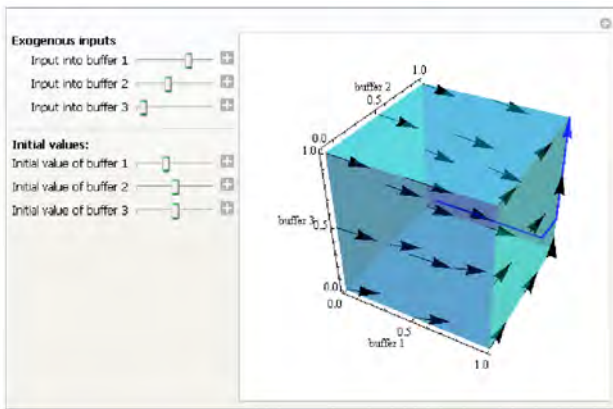 Exogenous inputs
Input into buffer 1
Input into buffer 2
Input into buffer 3
Initial values:
Initial value of buffer 1
Initial value of buffer 2
Initial value of buffer 3
1.0
buffer 2
0.5
0.0
1.0
buffer 3
0.5
0.0
0.0
0.5
buffer 1
1.0